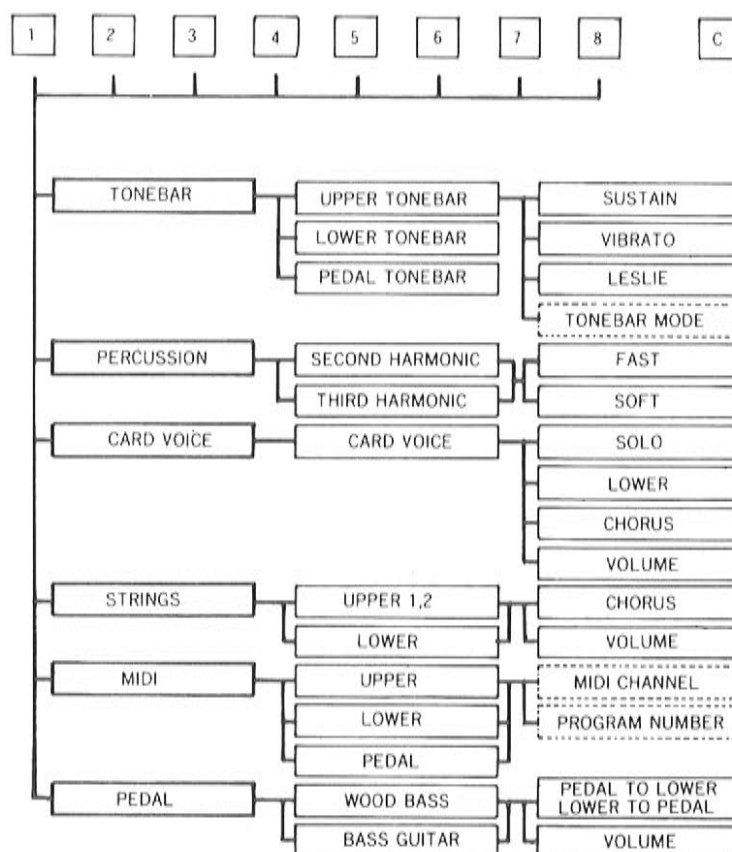 1 2 3 4 5 6 7 8 C
TONEBAR UPPER TONEBAR SUSTAIN
LOWER TONEBAR VIBRATO
PEDAL TONEBAR LESLIE
TONEBAR MODE
PERCUSSION SECOND HARMONIC FAST
THIRD HARMONIC SOFT
CARD VOICE CARD VOICE SOLO
LOWER
CHORUS
VOLUME
STRINGS UPPER 1,2 CHORUS
LOWER VOLUME
MIDI UPPER MIDI CHANNEL
LOWER PROGRAM NUMBER
PEDAL
PEDAL WOOD BASS PEDAL TO LOWER
LOWER TO PEDAL
BASS GUITAR VOLUME